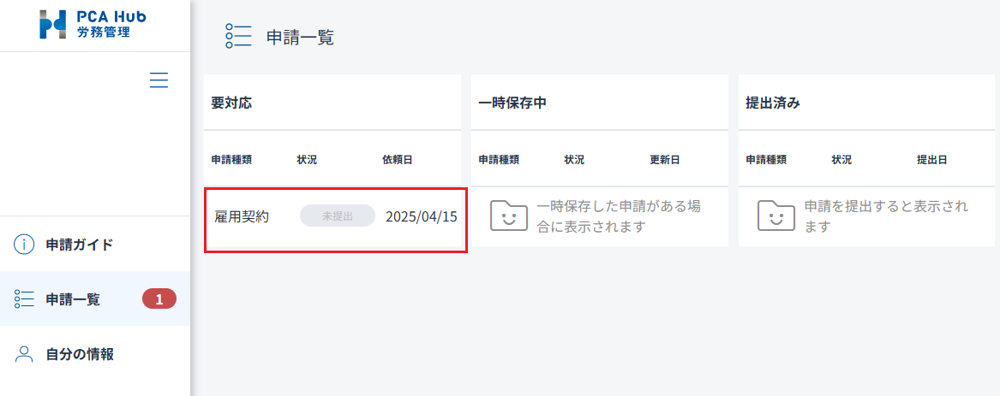 PCA Hub
労務管理
申請ガイド
申請一覧 1
自分の情報
申請一覧
要対応
申請種類 状況 依頼日
雇用契約 未提出 2025/04/15
一時保存中
申請種類 状況 更新日
一時保存した申請がある場
合に表示されます
提出済み
申請種類 状況 提出日
申請を提出すると表示され
ます